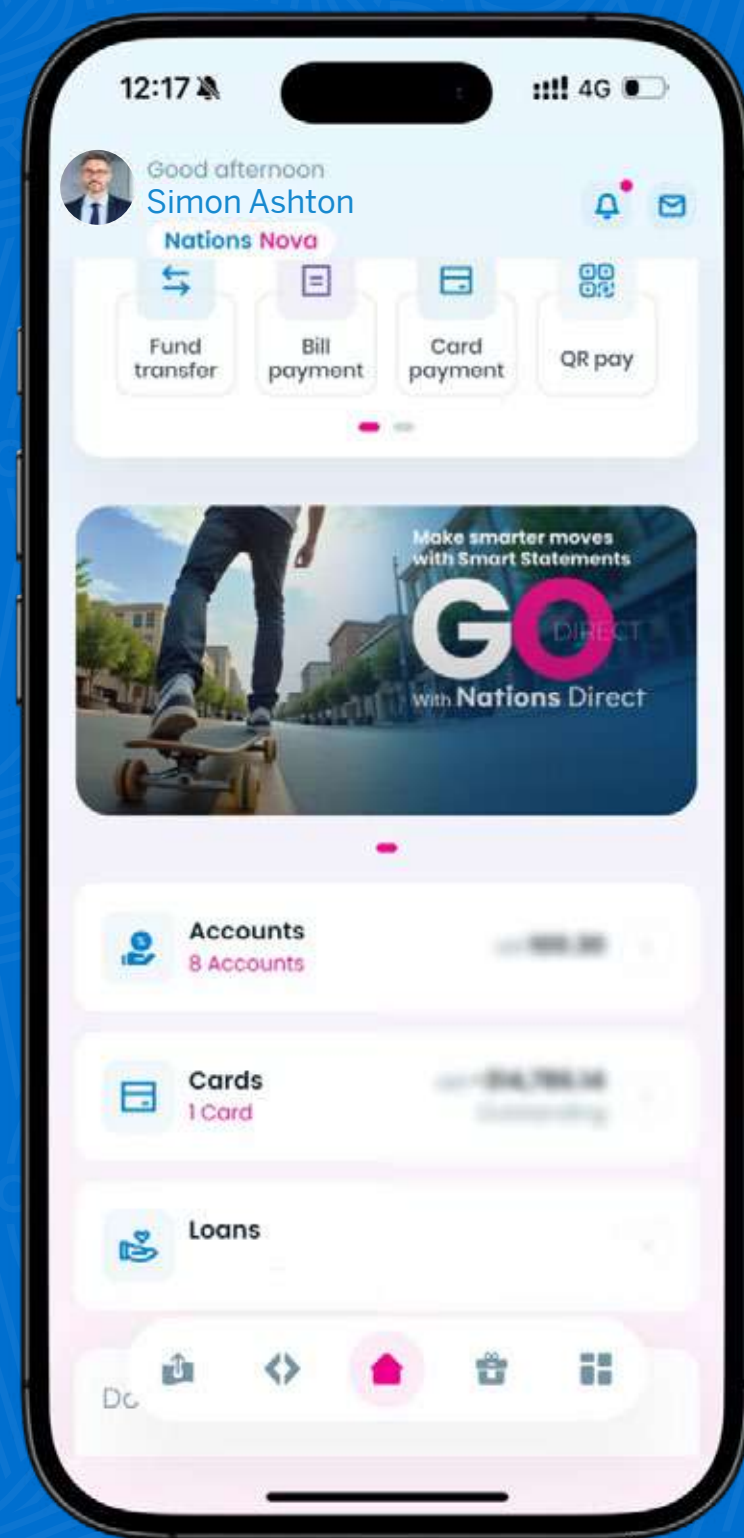 12:17 4G
Good afternoon
Simon Ashton
Nations Nova
Fund
transfer
Bill
payment
Card
payment
QR pay
Make smarter moves
with Smart Statements
GO
DIRECT
With Nations Direct
Accounts
8 Accounts
Cards
1 Card
Loans